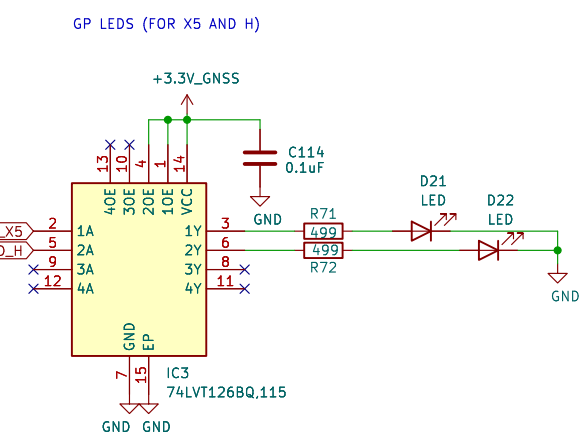 GP LEDS (FOR X5 AND H)
+3.3V_GNSS
13 10 4 1 14
C114
0.1uF
4OE 3OE 2OE 1OE VCC
GND
D21
LED
D22
LED
_X5 2 1A 1Y 3 R71 499
5 2A 2Y 6 499 R72
9 3A 3Y 8
12 4A 4Y 11
GND
GND EP
7 15
IC3
74LVT126BQ,115
GND GND